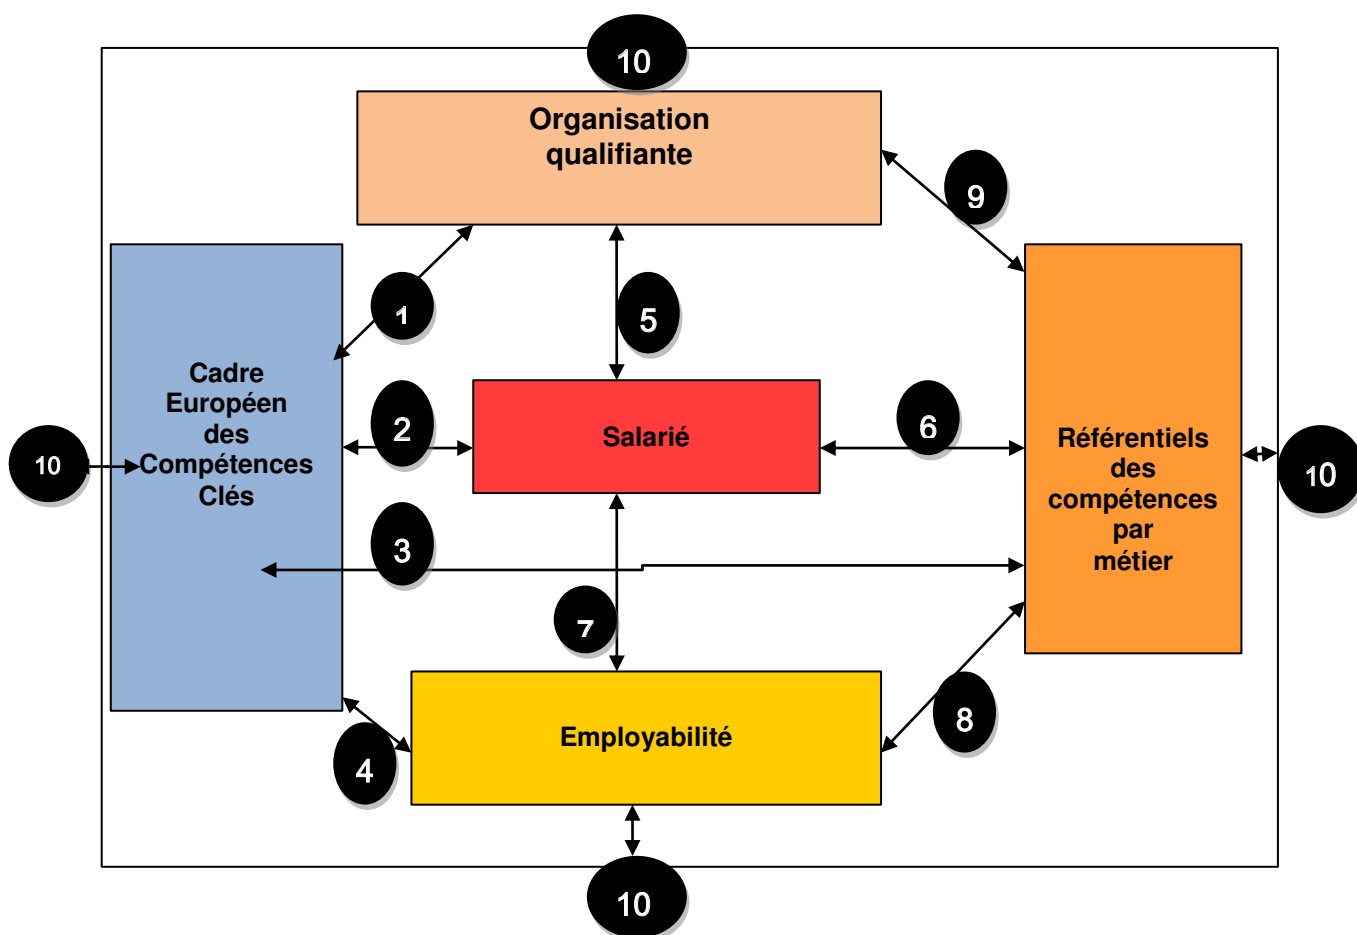 10
Organisation
qualifiante
9
1
5
Cadre
Européen
des
Compétences
Clés
2
Salarié
6
Référentiels
des
compétences
par
métier
10
10
3
7
4
Employabilité
8
10